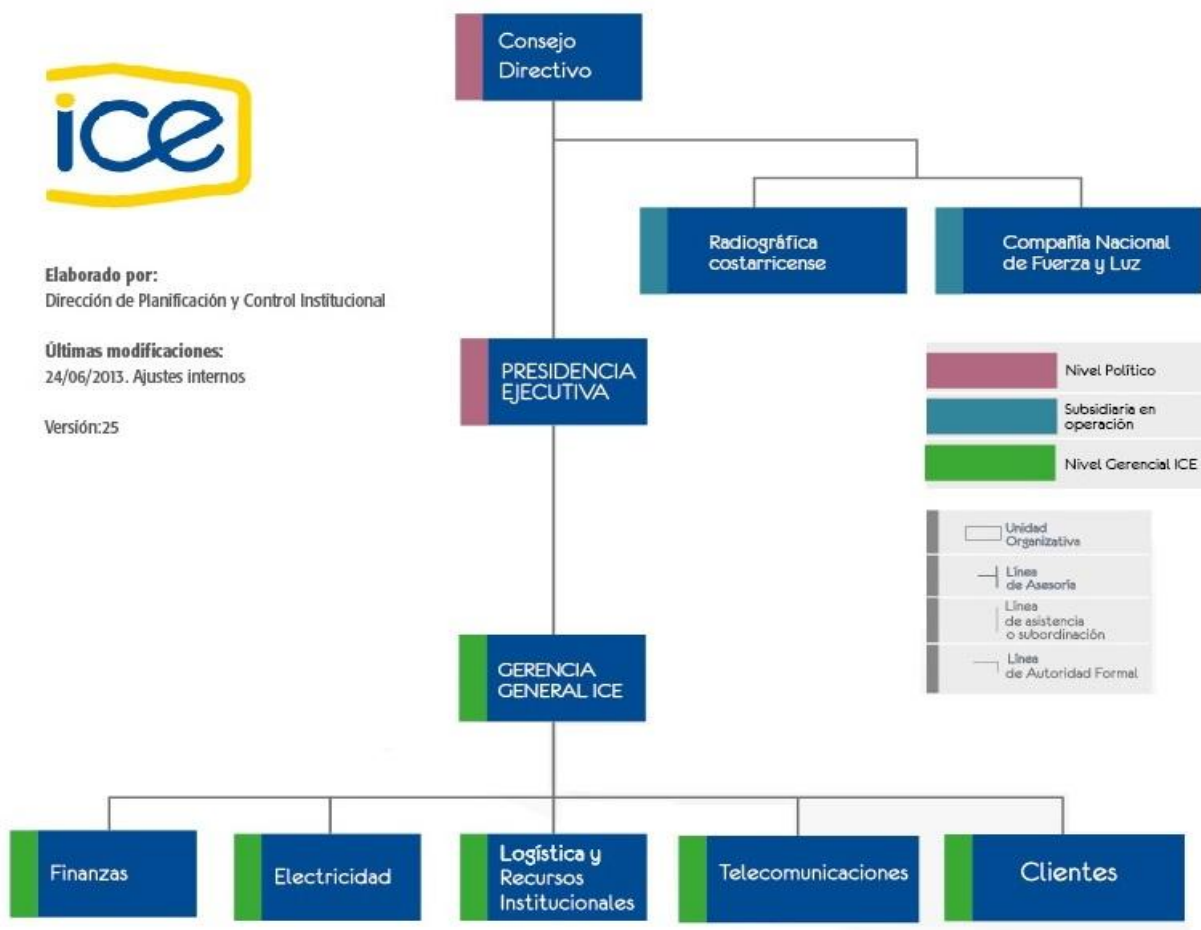 Consejo
Directivo
ice
Radiográfica
costarricense
Compañía Nacional
de Fuerza y Luz
Elaborado por:
Dirección de Planificación y Control Institucional
Últimas modificaciones:
24/06/2013. Ajustes internos
Versión:25
PRESIDENCIA
EJECUTIVA
Nivel Político
Subsidiaria en
operación
Nivel Gerencial ICE
Unidad
Organizativa
Línea
de Asesoría
Línea
de asistencia
o subordinación
Línea
de Autoridad Formal
GERENCIA
GENERAL ICE
Finanzas
Electricidad
Logística y
Recursos
Institucionales
Telecomunicaciones
Clientes